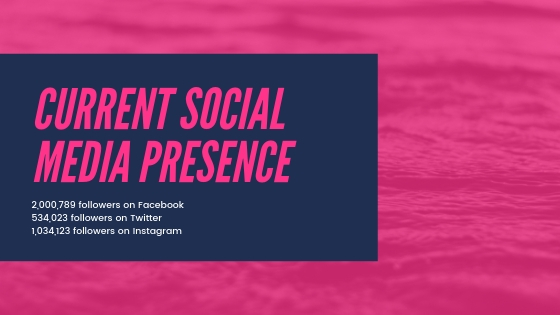 CURRENT SOCIAL
MEDIA PRESENCE
2,000,789 followers on Facebook
534,023 followers on Twitter
1,034,123 followers on Instagram